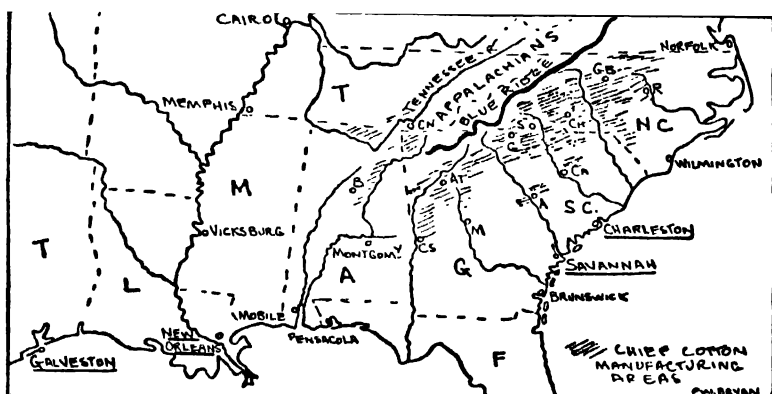 CAIRO
NORFOLK
TENNESSEE R
APPALACHIANS
BLUE RIDGE
T
MEMPHIS
CN
G.B.
R
NC.
S
G
CH
WILMINGTON
M
B
AT
CA
A
SC.
CHARLESTON
VICKSBURG
T
L
MONTGOMY
CS
M
A
G
SAVANNAH
BRUNSWICK
MOBILE
PENSACOLA
NEW
ORLEANS
GALVESTON
F
CHIEF COTTON
MANUFACTURING
AREAS